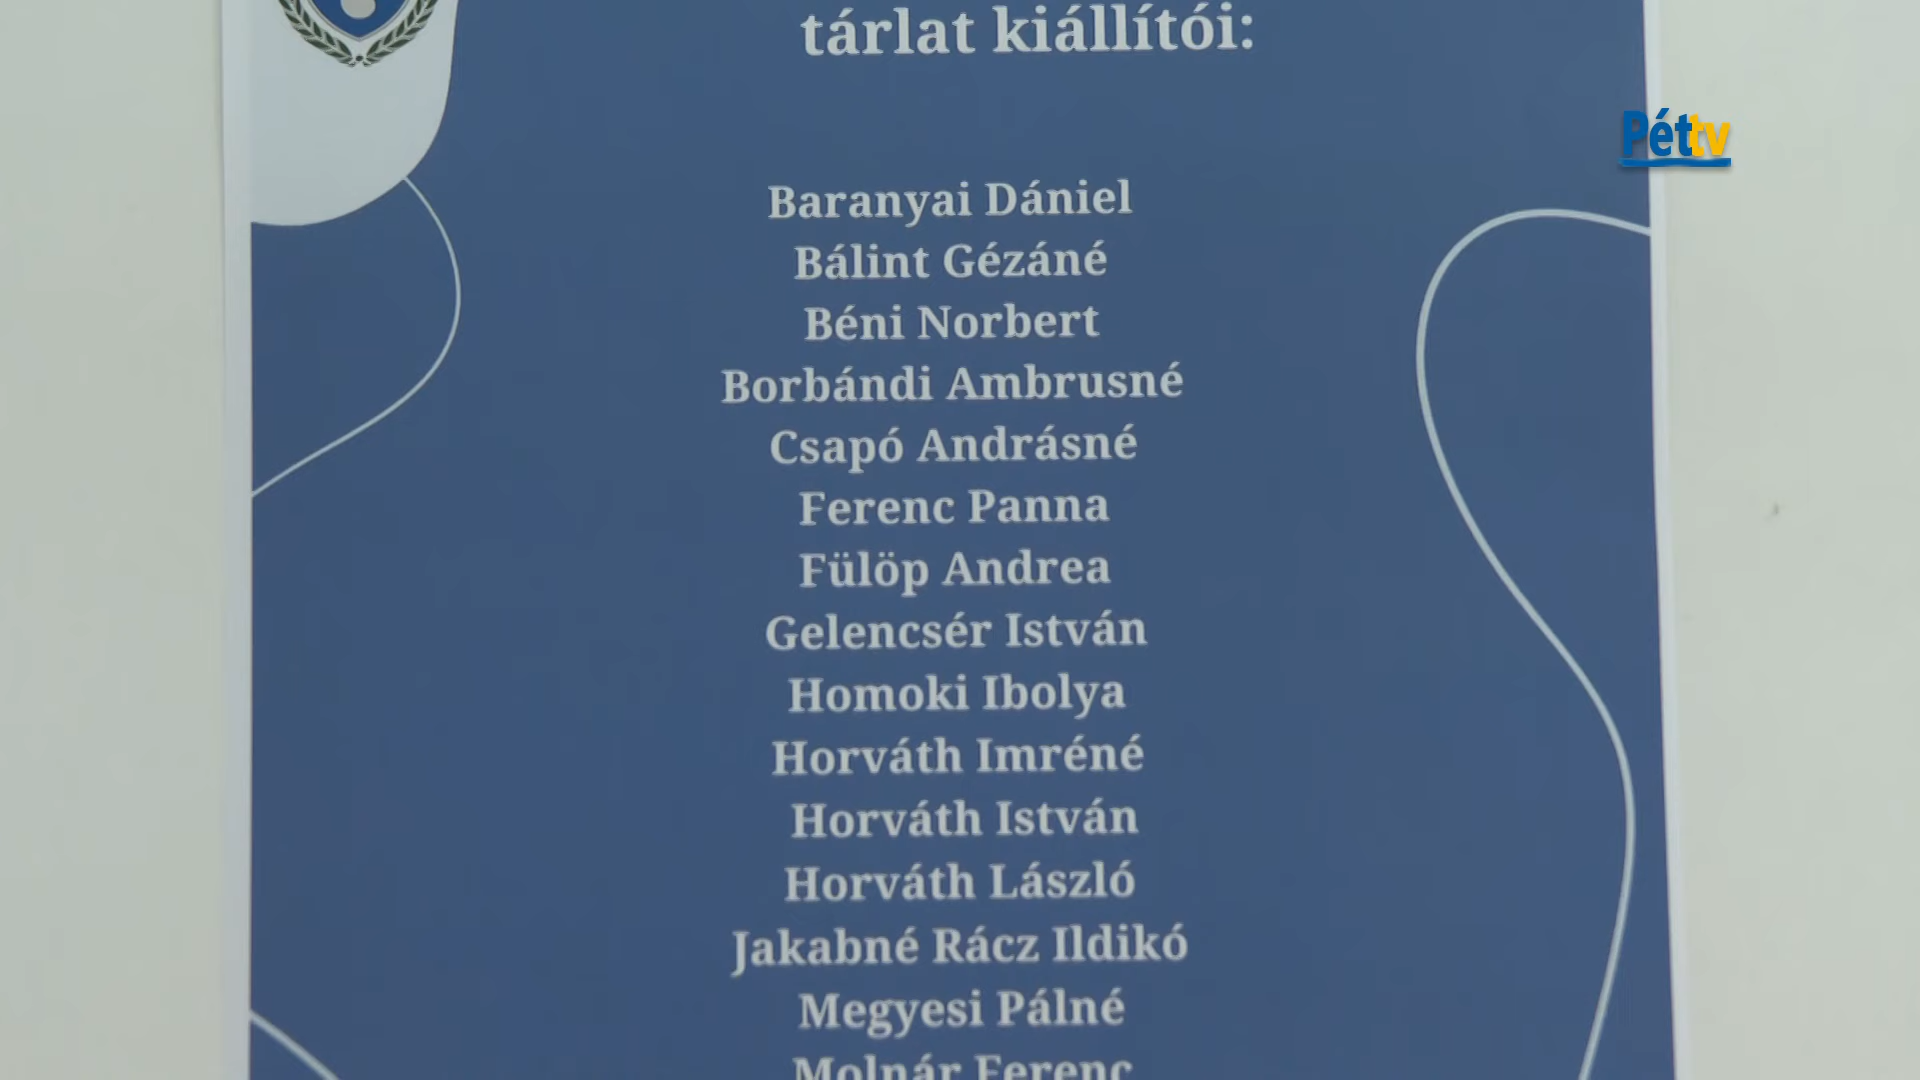 tárlat kiállítói:
Péttv
Baranyai Dániel
Bálint Gézáné
Béni Norbert
Borbándi Ambrusné
Csapó Andrásné
Ferenc Panna
Fülöp Andrea
Gelencsér István
Homoki Ibolya
Horváth Imréné
Horváth István
Horváth László
Jakabné Rácz Ildikó
Megyesi Pálné
Molnár Ferenc